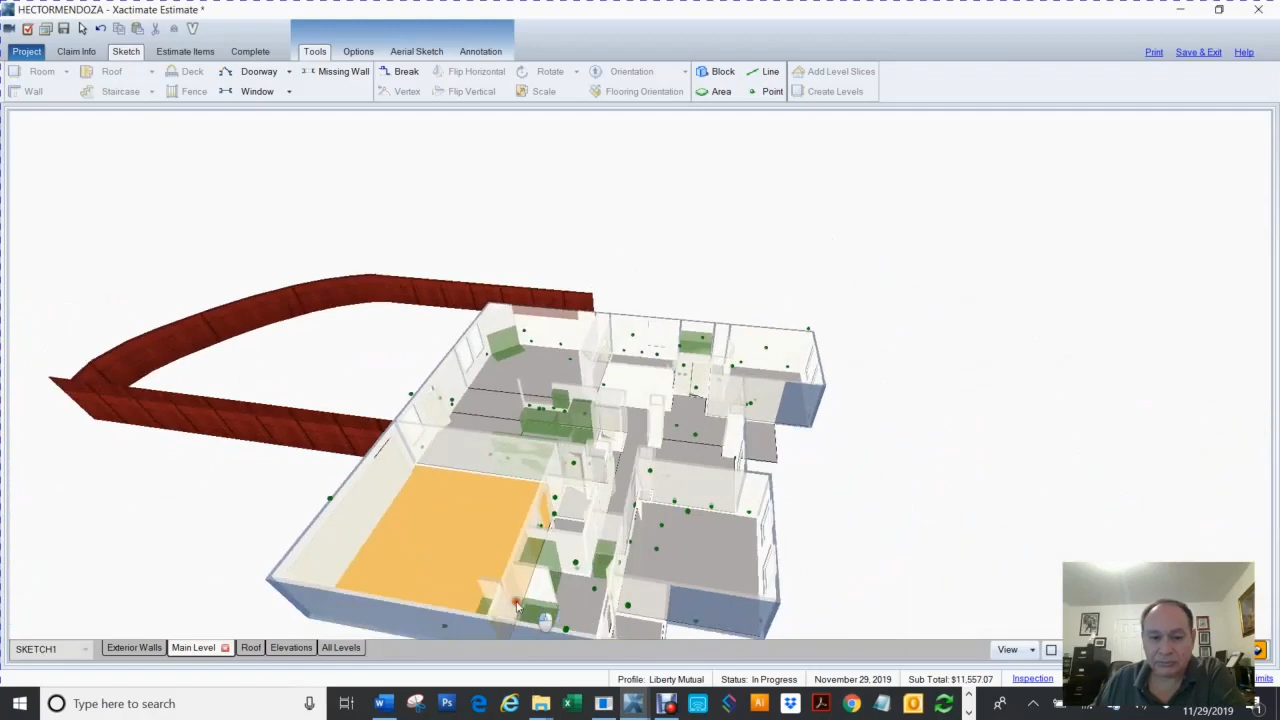 HECTORMENDOZA - Xactimate Estimate *
Project Claim Info Sketch Estimate Items Complete Tools Options Aerial Sketch Annotation Print Save & Exit Help
Room Roof Deck Doorway Missing Wall Break Flip Horizontal Rotate Orientation Block Line Add Level Slices
Wall Staircase Fence Window Vertex Flip Vertical Scale Flooring Orientation Area Point Create Levels
SKETCH1 Exterior Walls Main Level Roof Elevations All Levels View
Profile: Liberty Mutual Status: In Progress November 29, 2019 Sub Total: $11,557.07 Inspection
Type here to search
11/29/2019